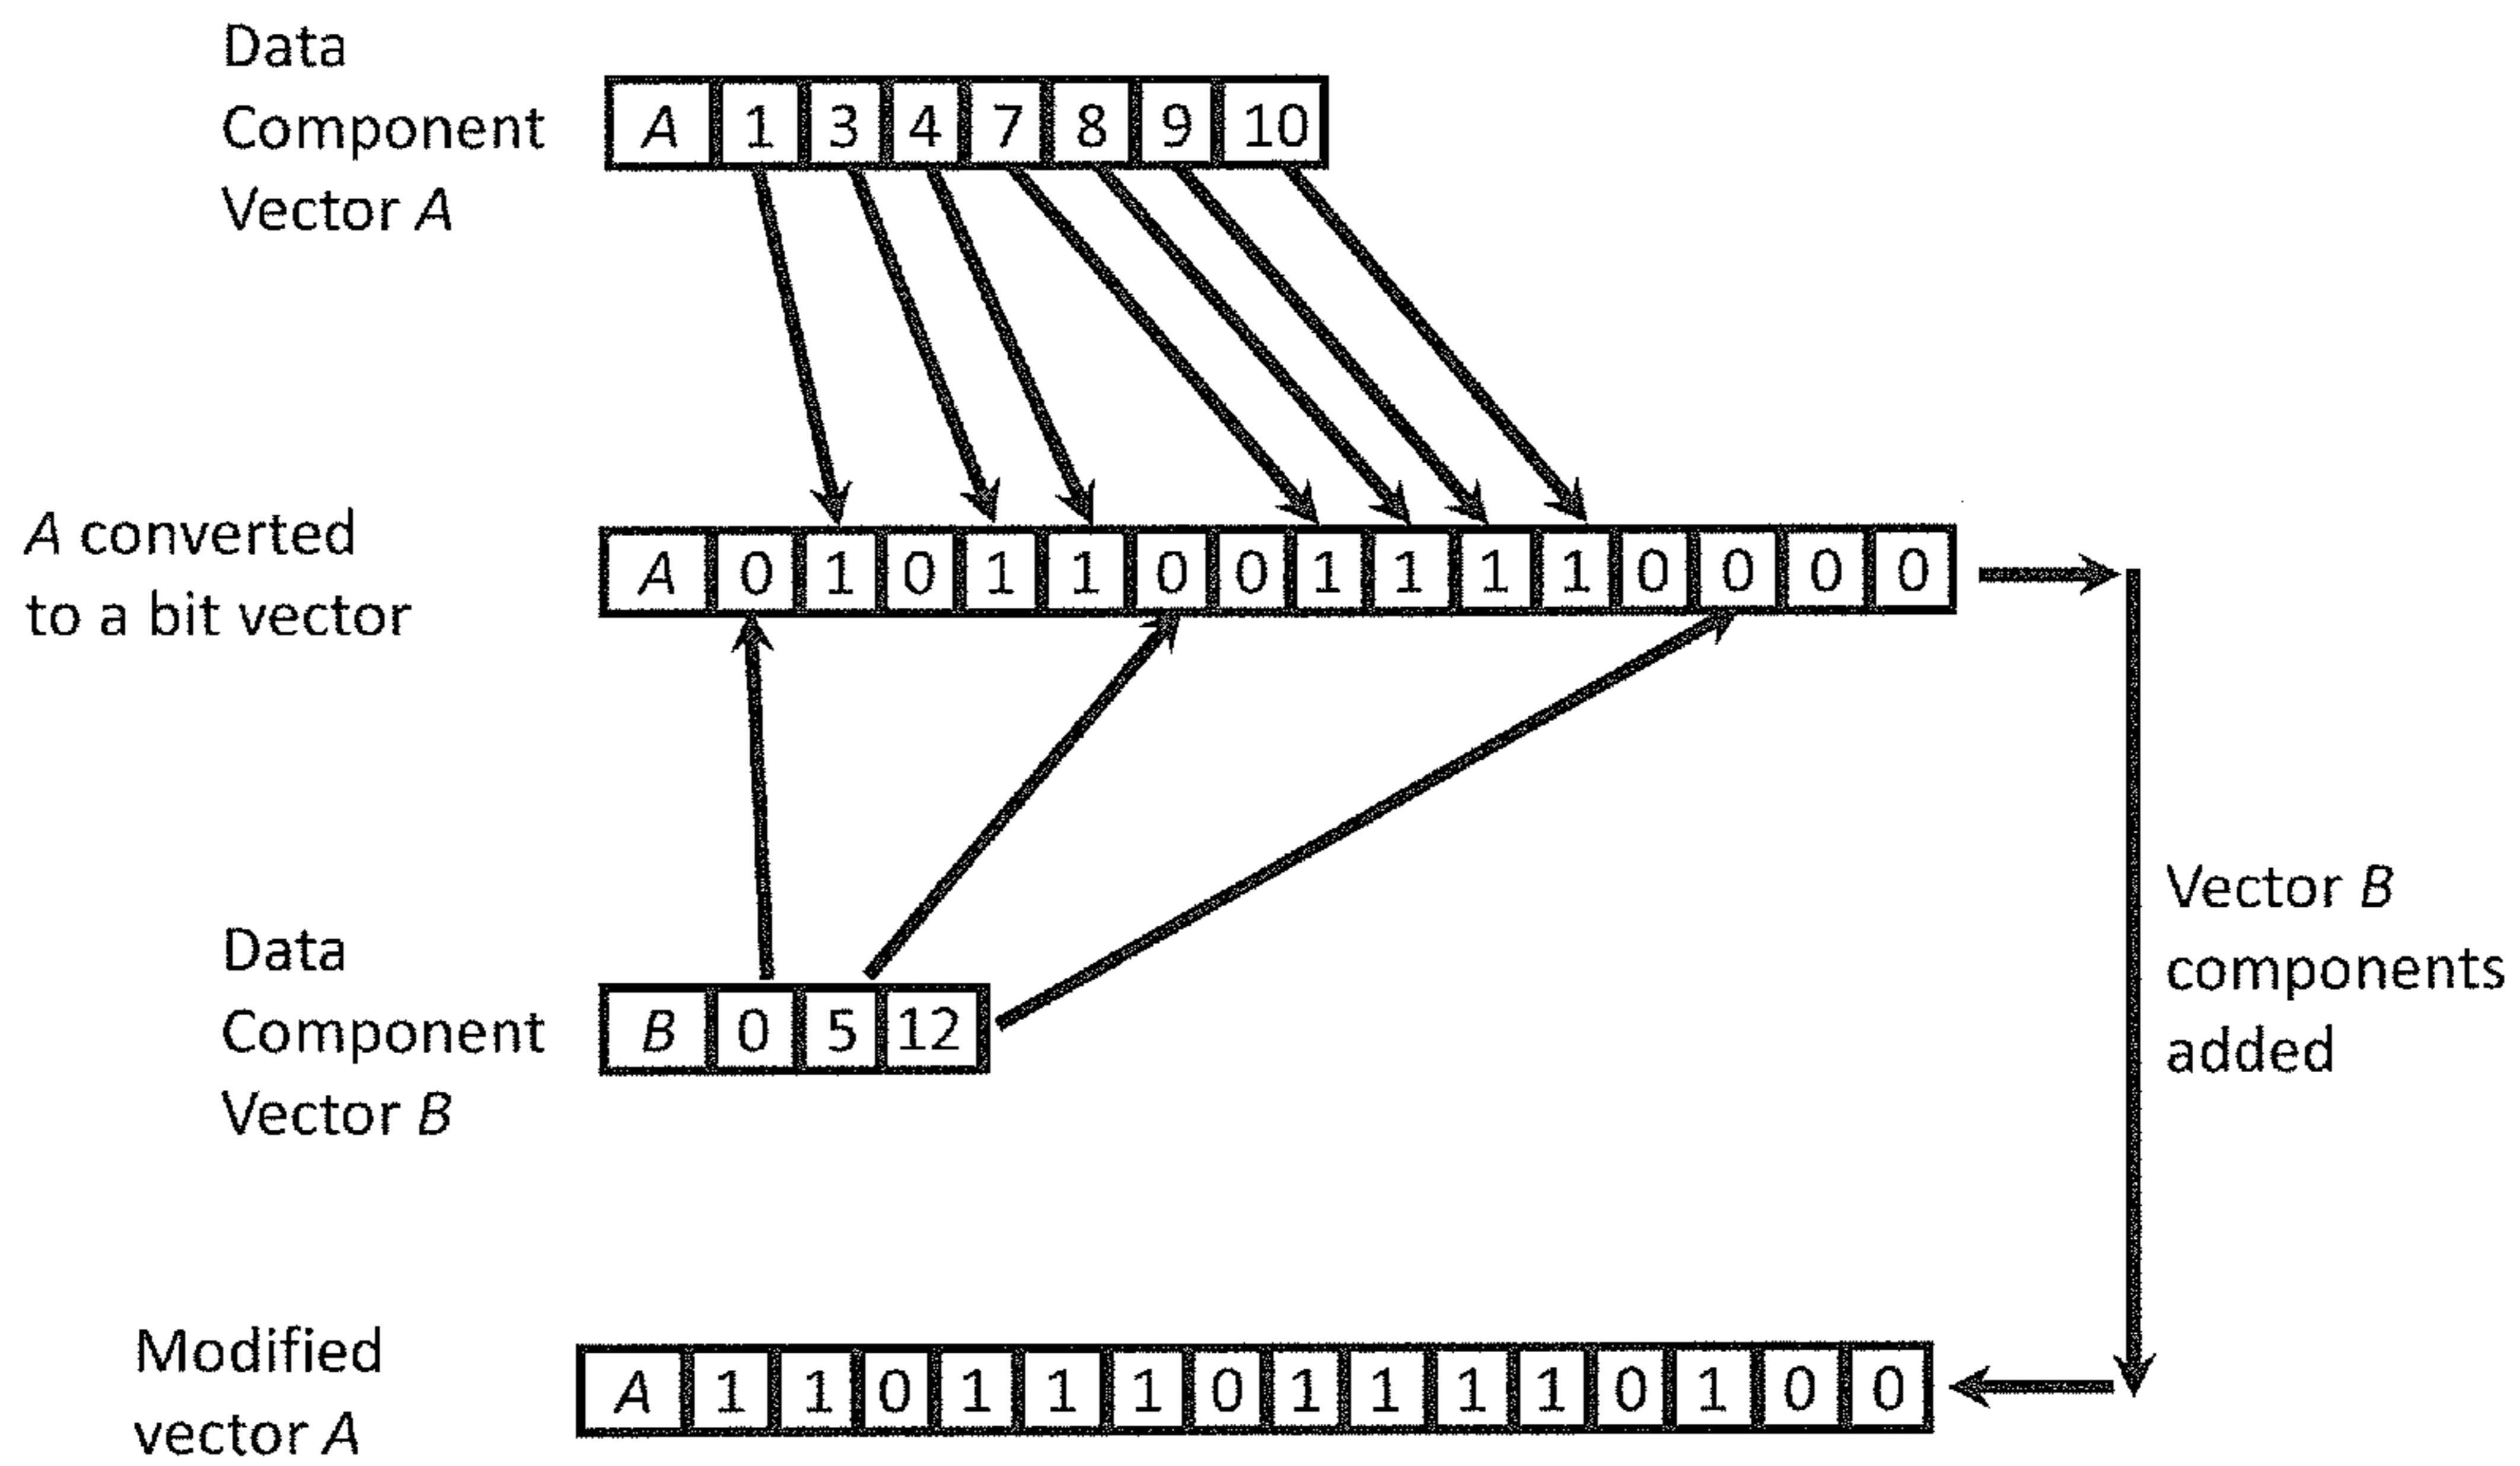 Data
Component
Vector A
A 1 3 4 7 8 9 10
A converted
to a bit vector
A 0 1 0 1 1 0 0 1 1 1 1 0 0 0 0
Data
Component
Vector B
B 0 5 12
Vector B
components
added
Modified
vector A
A 1 1 0 1 1 1 0 1 1 1 1 0 1 0 0